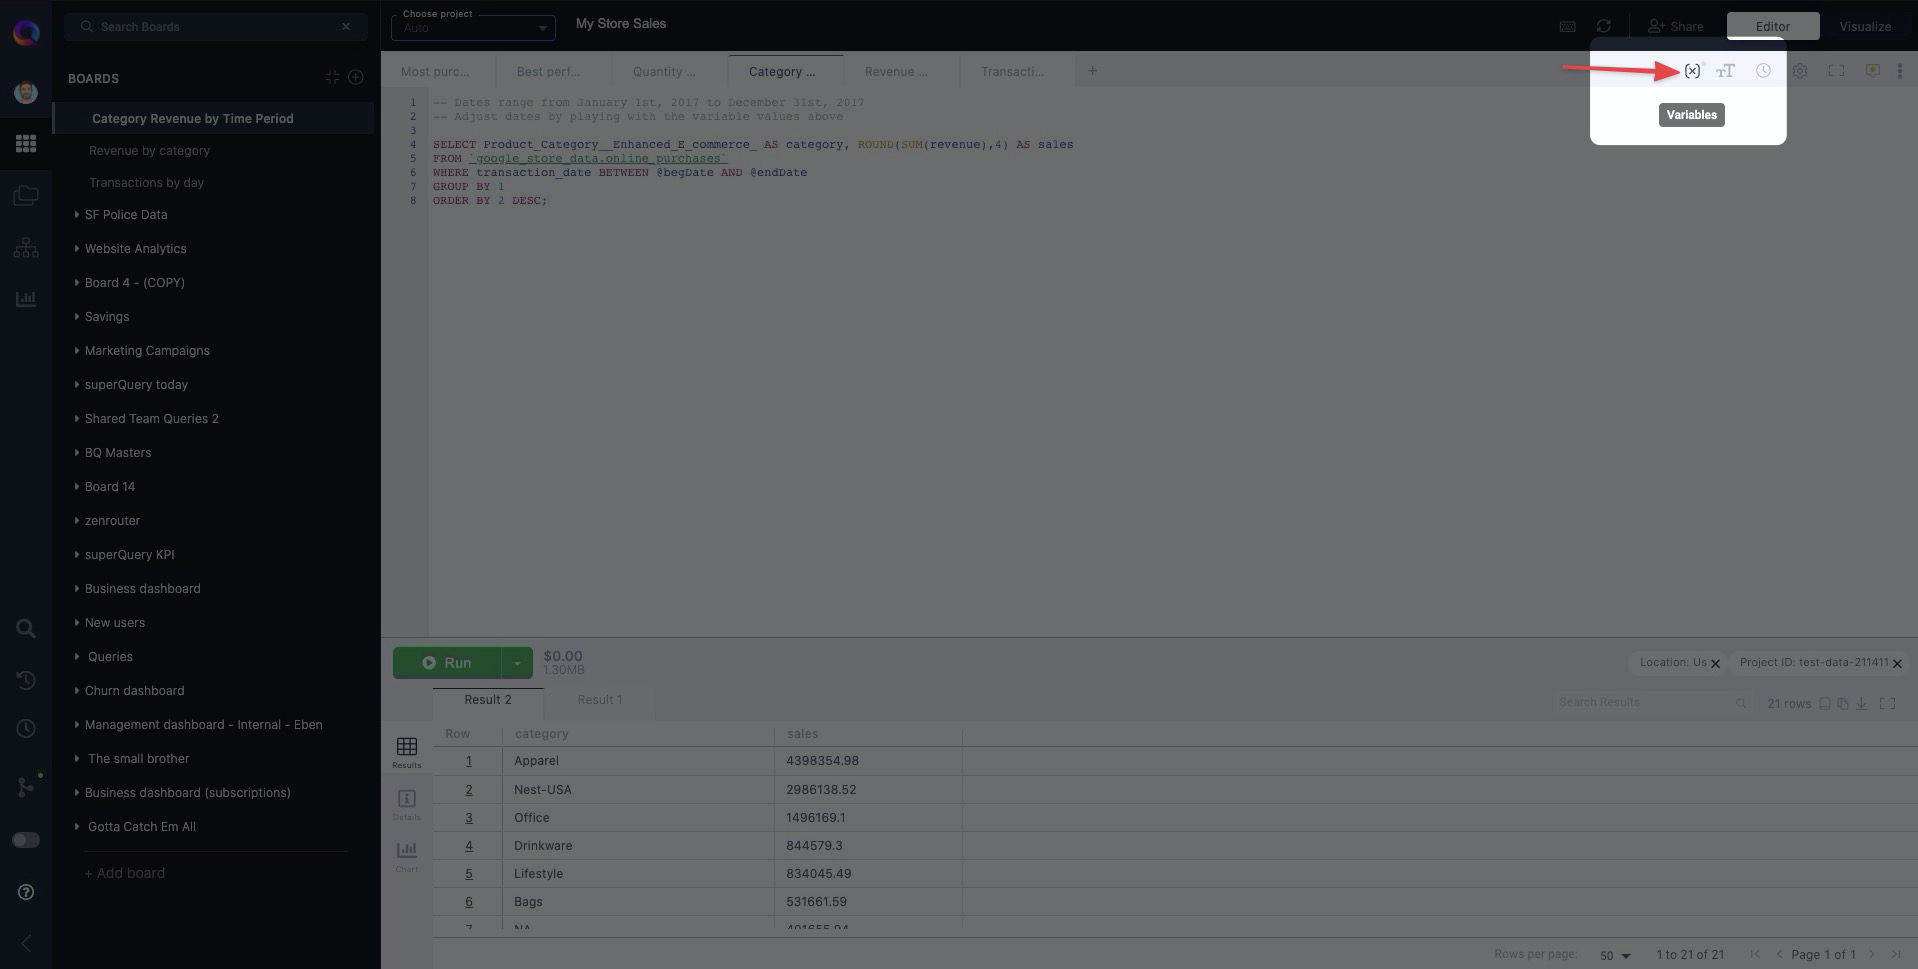 Search Boards
Choose project
Auto
My Store Sales
Share
Editor
Visualize
BOARDS
Category Revenue by Time Period
Revenue by category
Transactions by day
SF Police Data
Website Analytics
Board 4 - (COPY)
Savings
Marketing Campaigns
superQuery today
Shared Team Queries 2
BQ Masters
Board 14
zenrouter
superQuery KPI
Business dashboard
New users
Queries
Churn dashboard
Management dashboard - Internal - Eben
The small brother
Business dashboard (subscriptions)
Gotta Catch Em All
+ Add board
Most purc... Best perf... Quantity ... Category ... Revenue ... Transacti... +
Variables
1 -- Dates range from January 1st, 2017 to December 31st, 2017
2 -- Adjust dates by playing with the variable values above
3
4 SELECT Product_Category__Enhanced_E_commerce_ AS category, ROUND(SUM(revenue),4) AS sales
5 FROM `google_store_data.online_purchases`
6 WHERE transaction_date BETWEEN @begDate AND @endDate
7 GROUP BY 1
8 ORDER BY 2 DESC;
Run
$0.00
1.30MB
Location: Us
Project ID: test-data-211411
Result 2 Result 1
Search Results
21 rows
Results
Details
Chart
Row category sales
1 Apparel 4398354.98
2 Nest-USA 2986138.52
3 Office 1496169.1
4 Drinkware 844579.3
5 Lifestyle 834045.49
6 Bags 531661.59
7 NA 401655.94
Rows per page: 50 1 to 21 of 21 Page 1 of 1